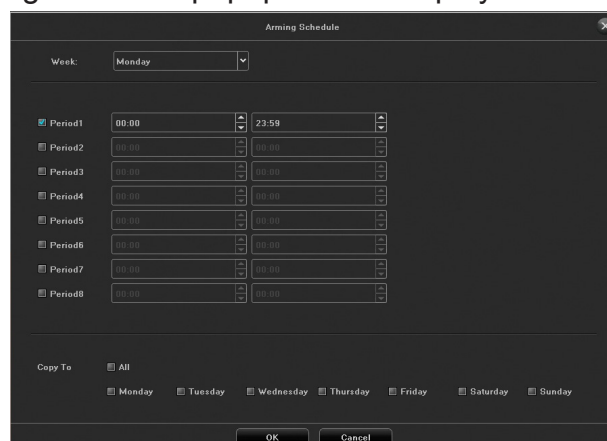 Arming Schedule
Week: Monday
Period1 00:00 23:59
Period2 00:00 00:00
Period3 00:00 00:00
Period4 00:00 00:00
Period5 00:00 00:00
Period6 00:00 00:00
Period7 00:00 00:00
Period8 00:00 00:00
Copy To All
Monday Tuesday Wednesday Thursday Friday Saturday Sunday
OK Cancel